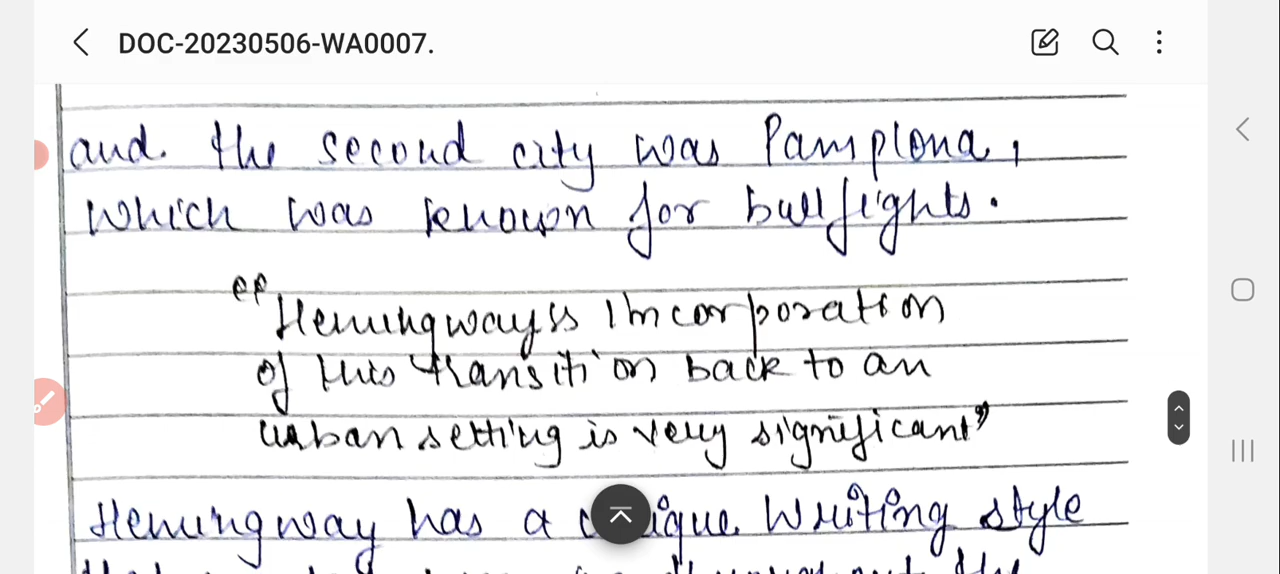 DOC-20230506-WA0007.
and the second city was Pamplona,
which was known for bullfights.
"Hemingway's incorporation
of this transition back to an
urban setting is very significant"
Hemingway has a writing style